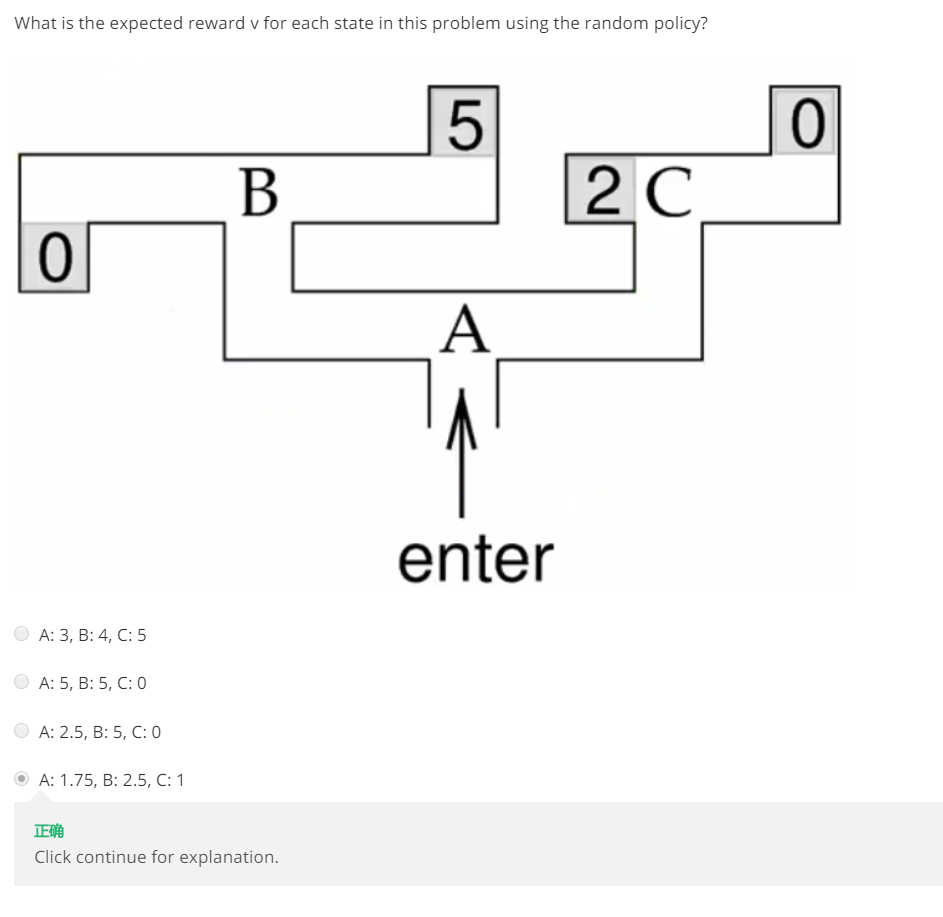 What is the expected reward v for each state in this problem using the random policy?
5
0
B
2 C
0
A
enter
A: 3, B: 4, C: 5
A: 5, B: 5, C: 0
A: 2.5, B: 5, C: 0
A: 1.75, B: 2.5, C: 1
正确
Click continue for explanation.